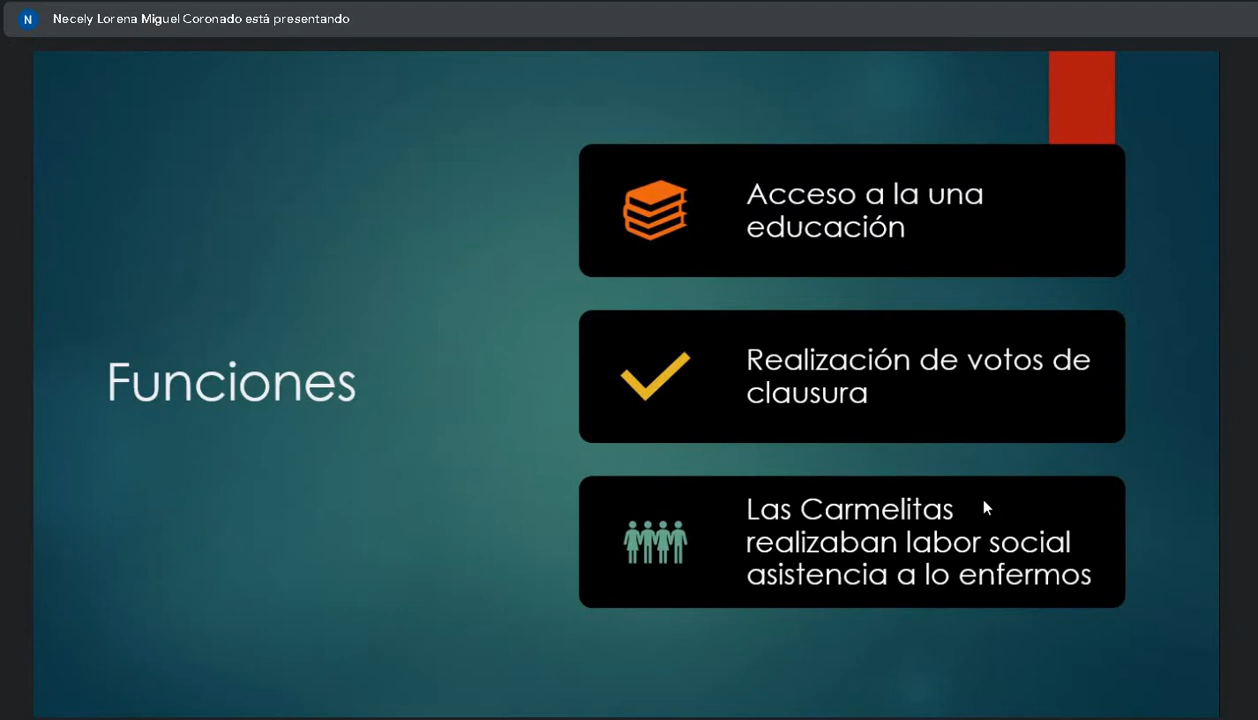 N
Necely Lorena Miguel Coronado está presentando
Funciones
Acceso a la una
educación
Realización de votos de
clausura
Las Carmelitas
realizaban labor social
asistencia a lo enfermos